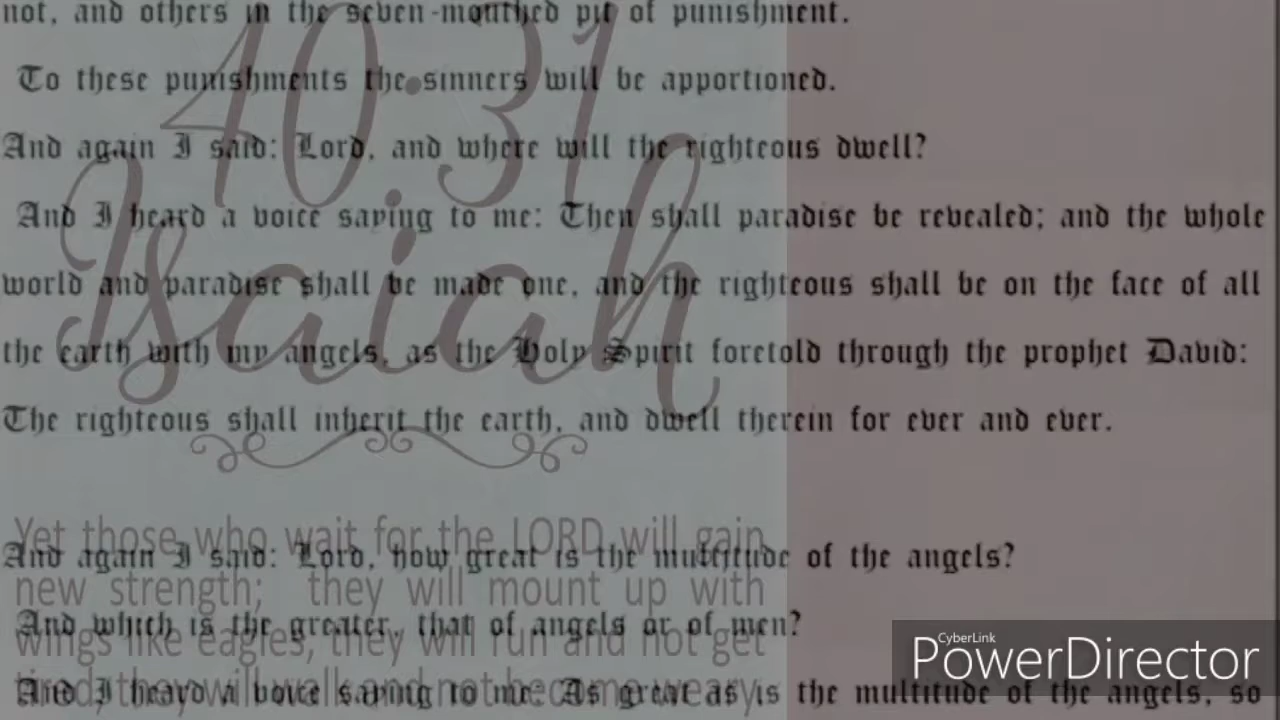 not, and others in the seven-mouthed pit of punishment.
To these punishments the sinners will be apportioned.
And again I said: Lord, and where will the righteous dwell?
And I heard a voice saying to me: Then shall paradise be revealed; and the whole
world and paradise shall be made one, and the righteous shall be on the face of all
the earth with my angels, as the Holy Spirit foretold through the prophet David:
The righteous shall inherit the earth, and dwell therein for ever and ever.
And again I said: Lord, how great is the multitude of the angels?
And which is the greater, that of angels or of men?
And I heard a voice saying to me: As great as is the multitude of the angels, so
40:31
Isaiah
Yet those who wait for the LORD will gain
new strength; they will mount up with
wings like eagles, they will run and not get
tired, they will walk and not become weary.
CyberLink
PowerDirector